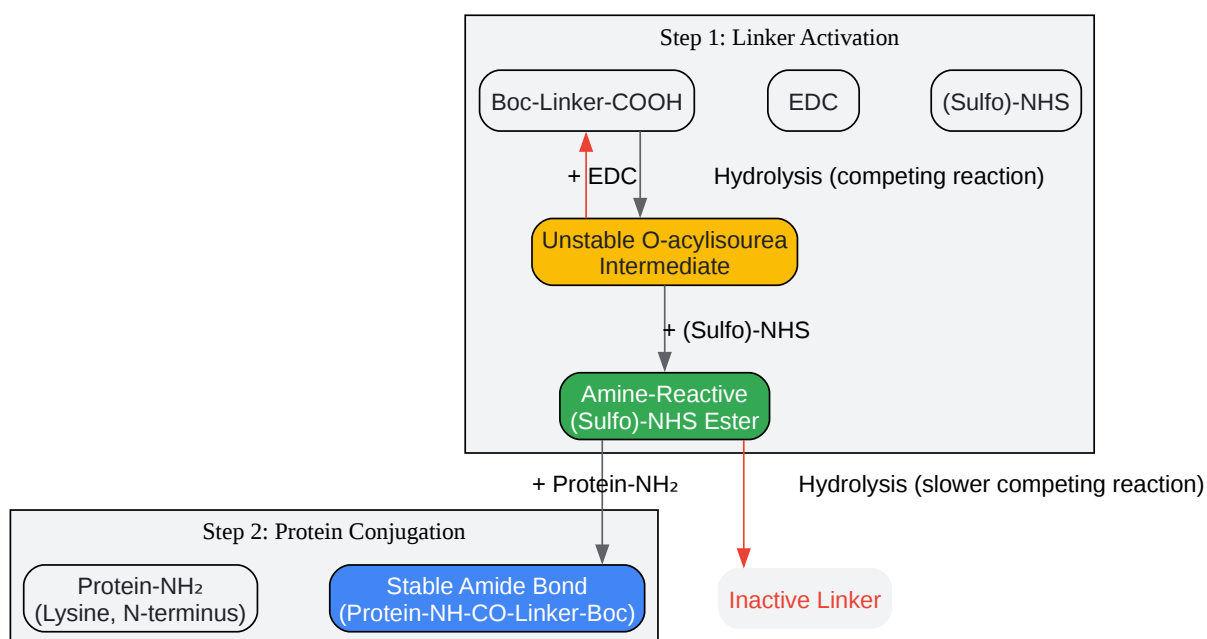 Step 1: Linker Activation
Boc-Linker-COOH
EDC
(Sulfo)-NHS
+ EDC
Hydrolysis (competing reaction)
Unstable O-acylisourea
Intermediate
+ (Sulfo)-NHS
Amine-Reactive
(Sulfo)-NHS Ester
+ Protein-NH₂
Hydrolysis (slower competing reaction)
Step 2: Protein Conjugation
Protein-NH₂
(Lysine, N-terminus)
Stable Amide Bond
(Protein-NH-CO-Linker-Boc)
Inactive Linker